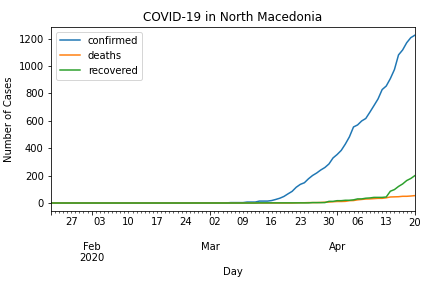 COVID-19 in North Macedonia
confirmed
deaths
recovered
Number of Cases
1200
1000
800
600
400
200
0
27 03 10 17 24 02 09 16 23 30 06 13 20
Feb Mar Apr
2020
Day